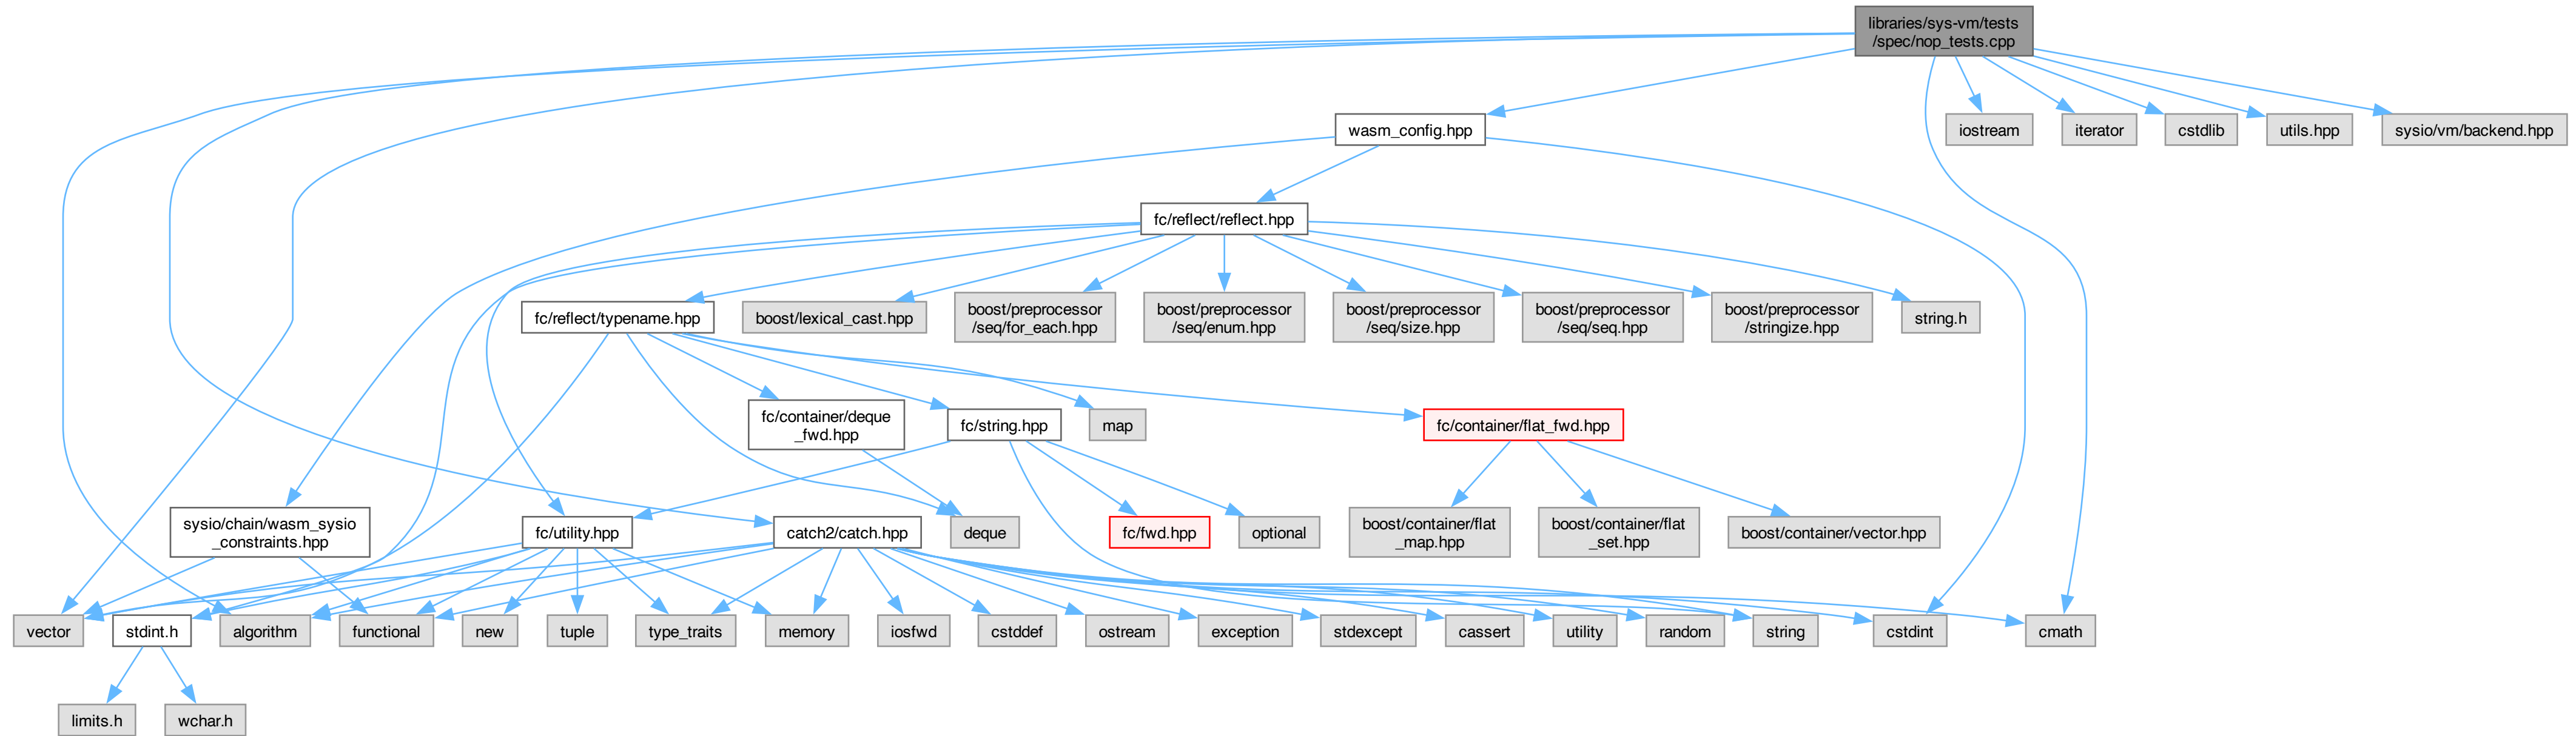 libraries/sys-vm/tests
/spec/nop_tests.cpp
wasm_config.hpp
iostream
iterator
cstdlib
utils.hpp
sysio/vm/backend.hpp
fc/reflect/reflect.hpp
fc/reflect/typename.hpp
boost/lexical_cast.hpp
boost/preprocessor
/seq/for_each.hpp
boost/preprocessor
/seq/enum.hpp
boost/preprocessor
/seq/size.hpp
boost/preprocessor
/seq/seq.hpp
boost/preprocessor
/stringize.hpp
string.h
fc/container/deque
_fwd.hpp
fc/string.hpp
map
fc/container/flat_fwd.hpp
sysio/chain/wasm_sysio
_constraints.hpp
fc/utility.hpp
catch2/catch.hpp
deque
fc/fwd.hpp
optional
boost/container/flat
_map.hpp
boost/container/flat
_set.hpp
boost/container/vector.hpp
vector
stdint.h
algorithm
functional
new
tuple
type_traits
memory
iosfwd
cstddef
ostream
exception
stdexcept
cassert
utility
random
string
cstdint
cmath
limits.h
wchar.h